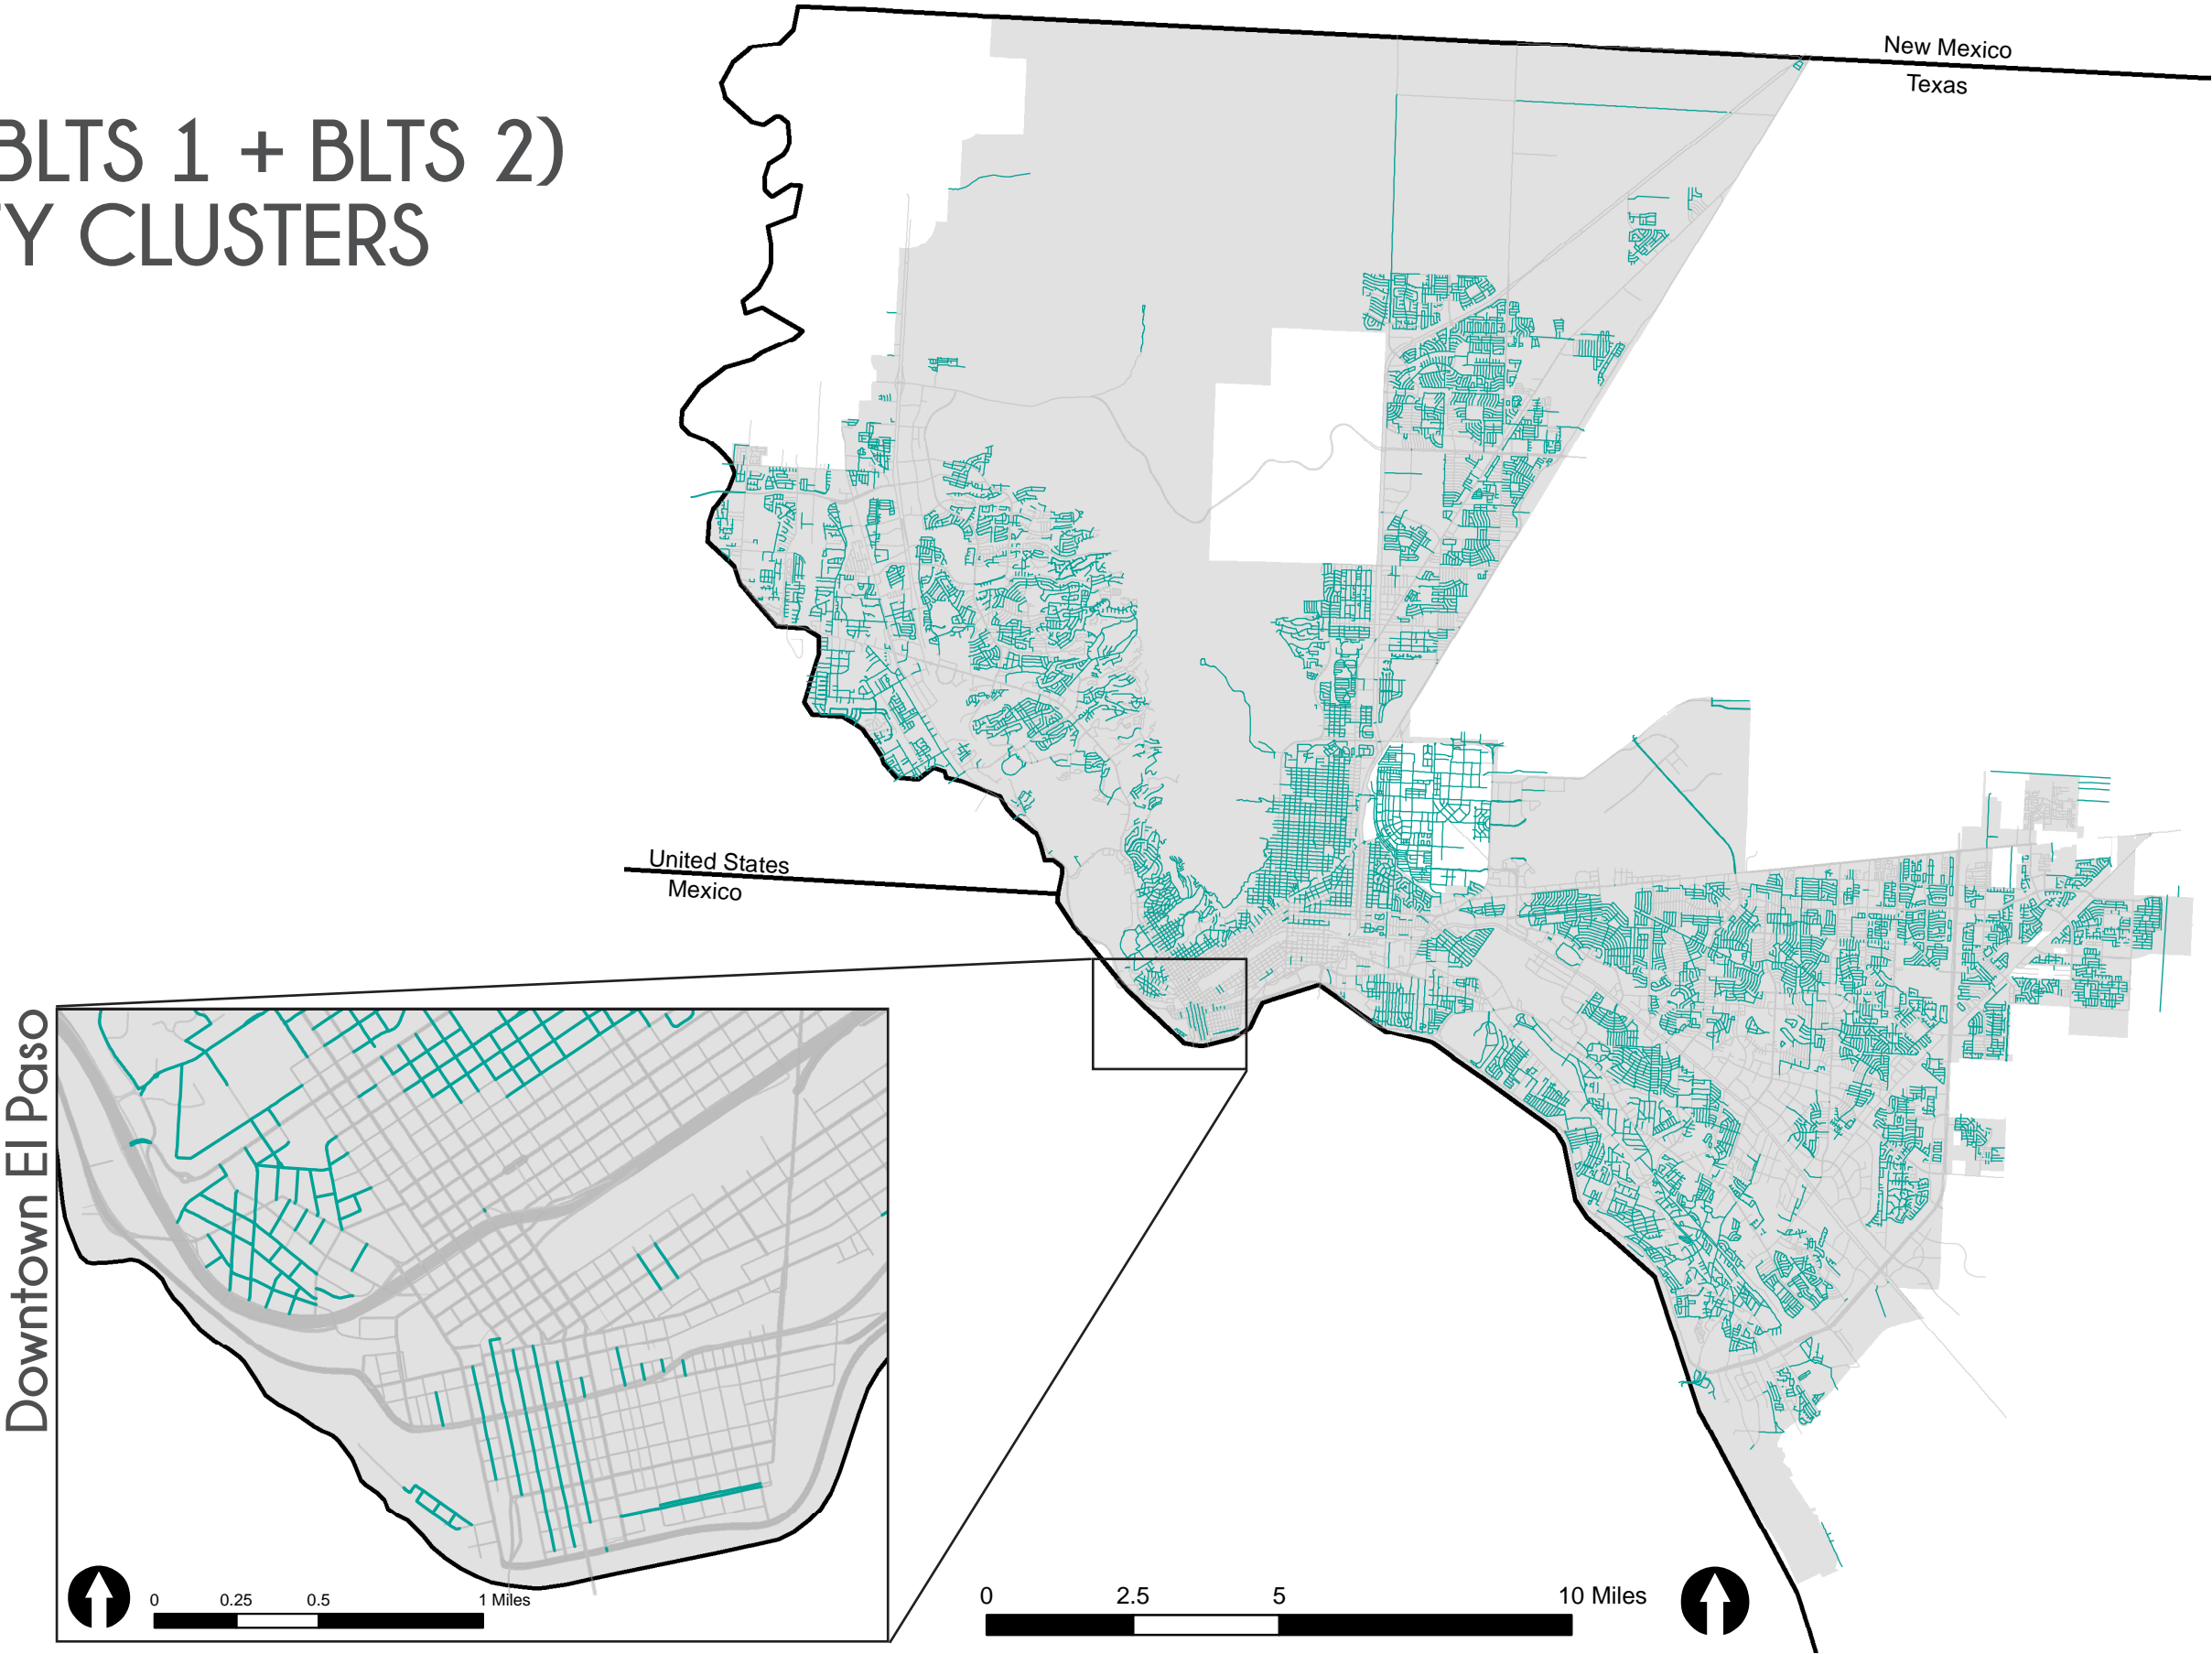 BLTS 1 + BLTS 2)
Y CLUSTERS
New Mexico
Texas
United States
Mexico
Downtown El Paso
0 0.25 0.5 1 Miles
0 2.5 5 10 Miles